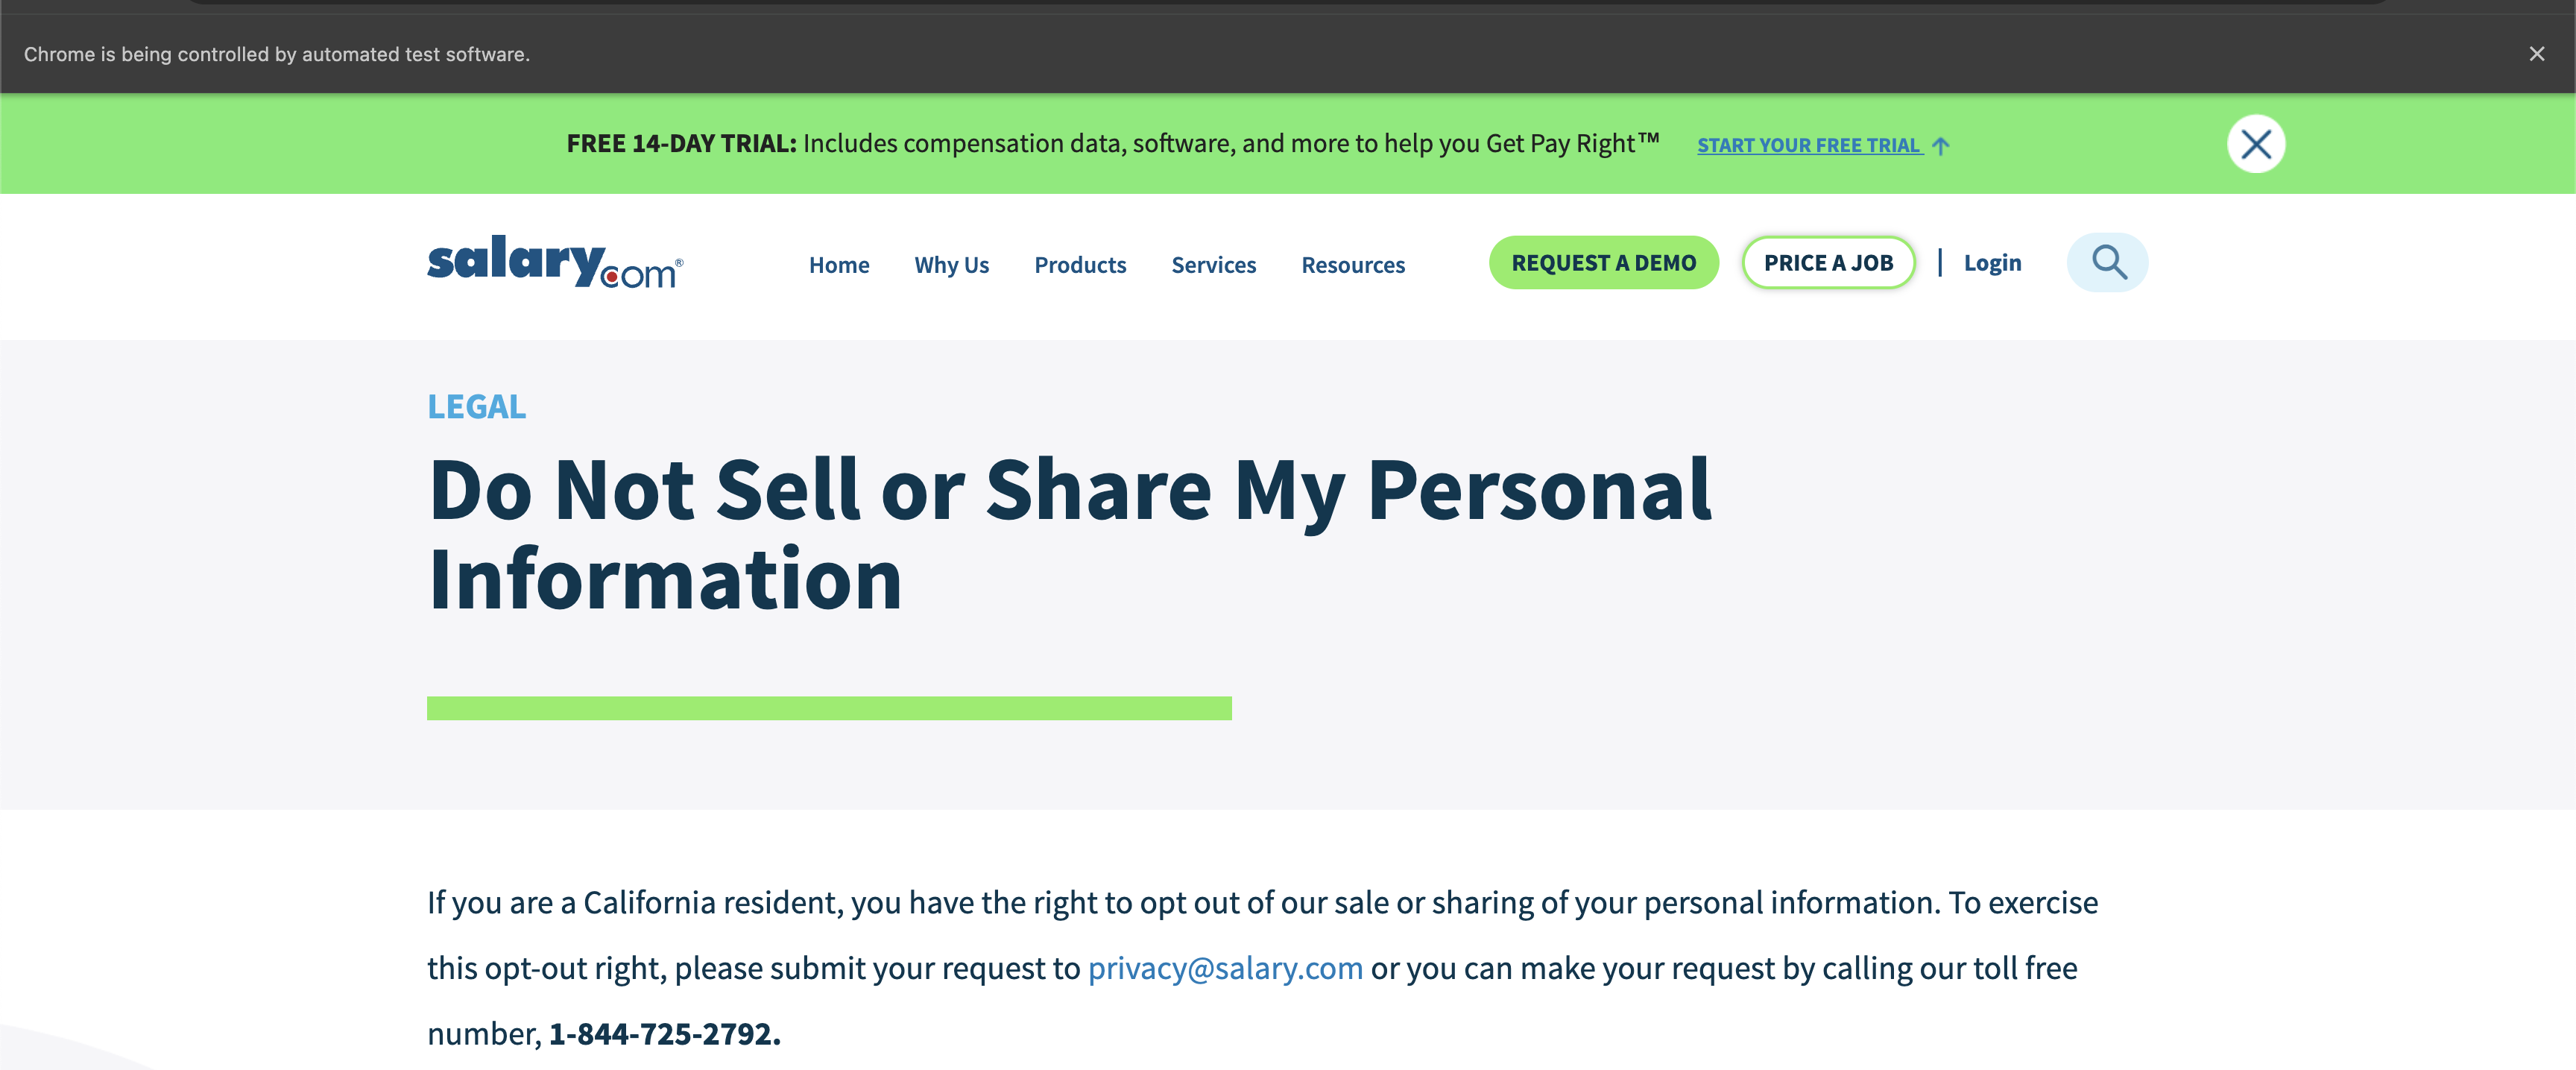 Chrome is being controlled by automated test software.
FREE 14-DAY TRIAL: Includes compensation data, software, and more to help you Get Pay Right™ START YOUR FREE TRIAL
salary.com®
Home Why Us Products Services Resources REQUEST A DEMO PRICE A JOB | Login
LEGAL
Do Not Sell or Share My Personal
Information
If you are a California resident, you have the right to opt out of our sale or sharing of your personal information. To exercise
this opt-out right, please submit your request to privacy@salary.com or you can make your request by calling our toll free
number, 1-844-725-2792.